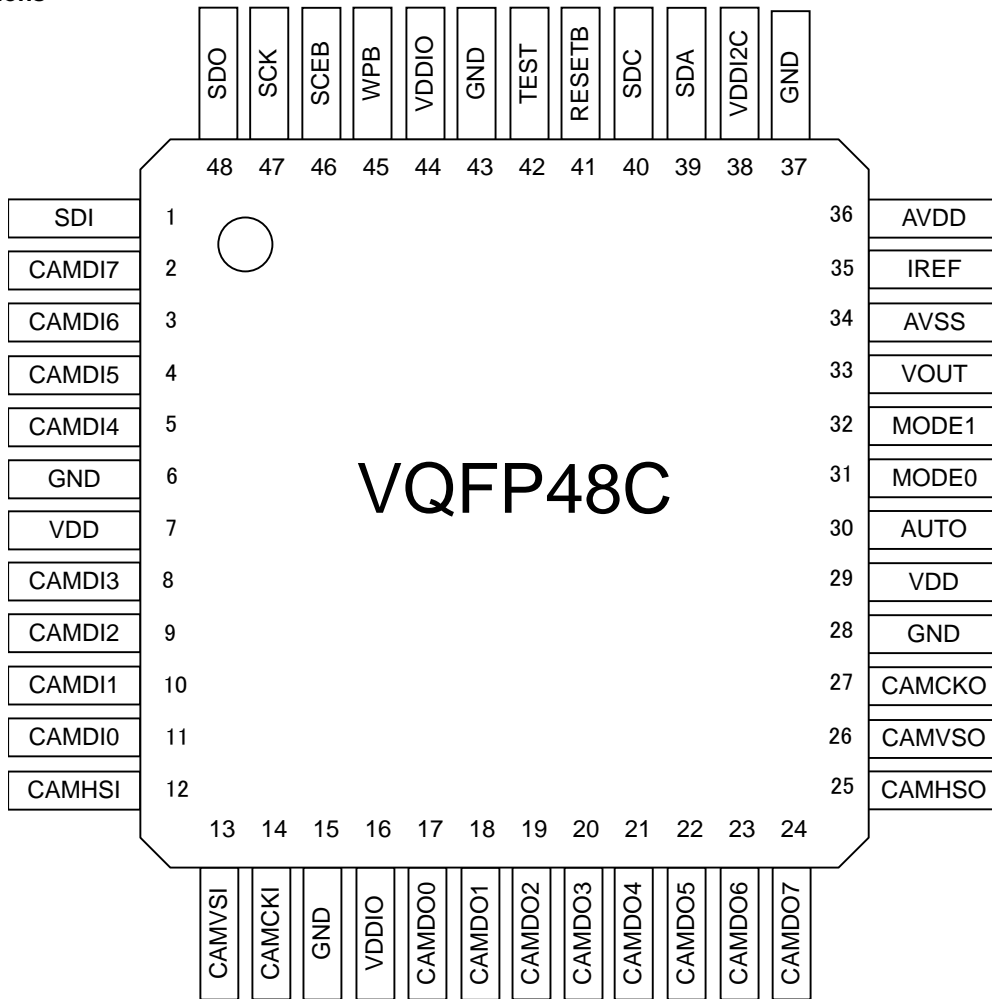 SDO SCK SCEB WPB VDDIO GND TEST RESETB SDC SDA VDDI2C GND
48 47 46 45 44 43 42 41 40 39 38 37
SDI 1 36 AVDD
CAMDI7 2 35 IREF
CAMDI6 3 34 AVSS
CAMDI5 4 33 VOUT
CAMDI4 5 32 MODE1
GND 6 VQFP48C 31 MODE0
VDD 7 30 AUTO
CAMDI3 8 29 VDD
CAMDI2 9 28 GND
CAMDI1 10 27 CAMCKO
CAMDI0 11 26 CAMVSO
CAMHSI 12 25 CAMHSO
13 14 15 16 17 18 19 20 21 22 23 24
CAMVSI CAMCKI GND VDDIO CAMDO0 CAMDO1 CAMDO2 CAMDO3 CAMDO4 CAMDO5 CAMDO6 CAMDO7